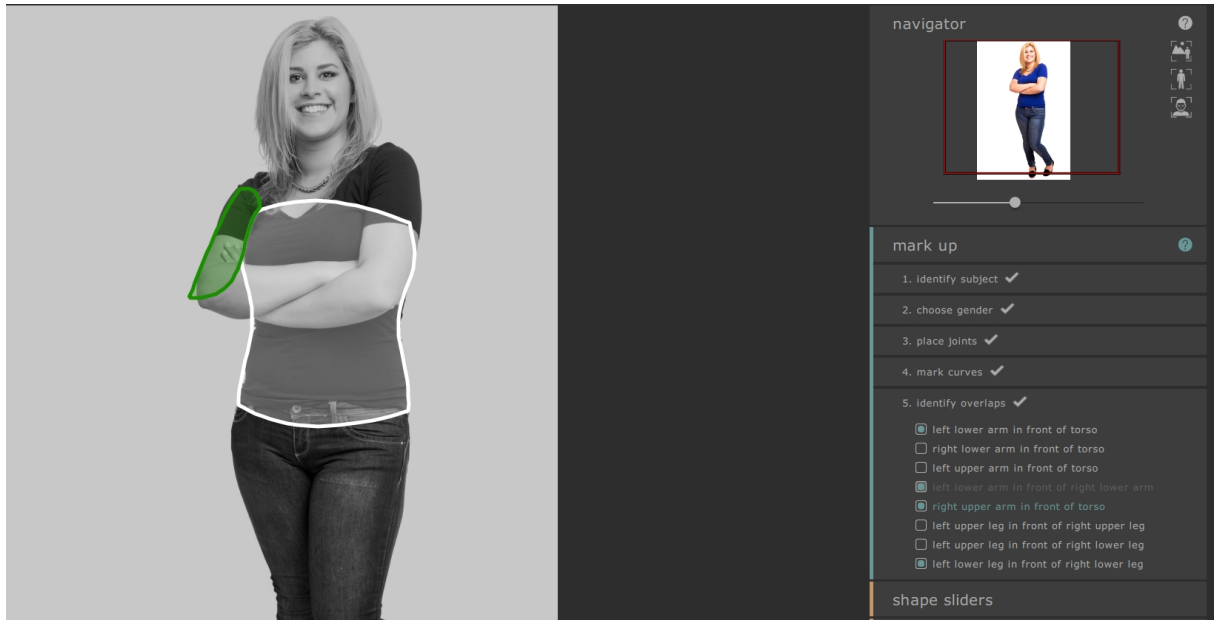 navigator
?
mark up
?
1. identify subject
2. choose gender
3. place joints
4. mark curves
5. identify overlaps
left lower arm in front of torso
right lower arm in front of torso
left upper arm in front of torso
left lower arm in front of right lower arm
right upper arm in front of torso
left upper leg in front of right upper leg
left upper leg in front of right lower leg
left lower leg in front of right lower leg
shape sliders